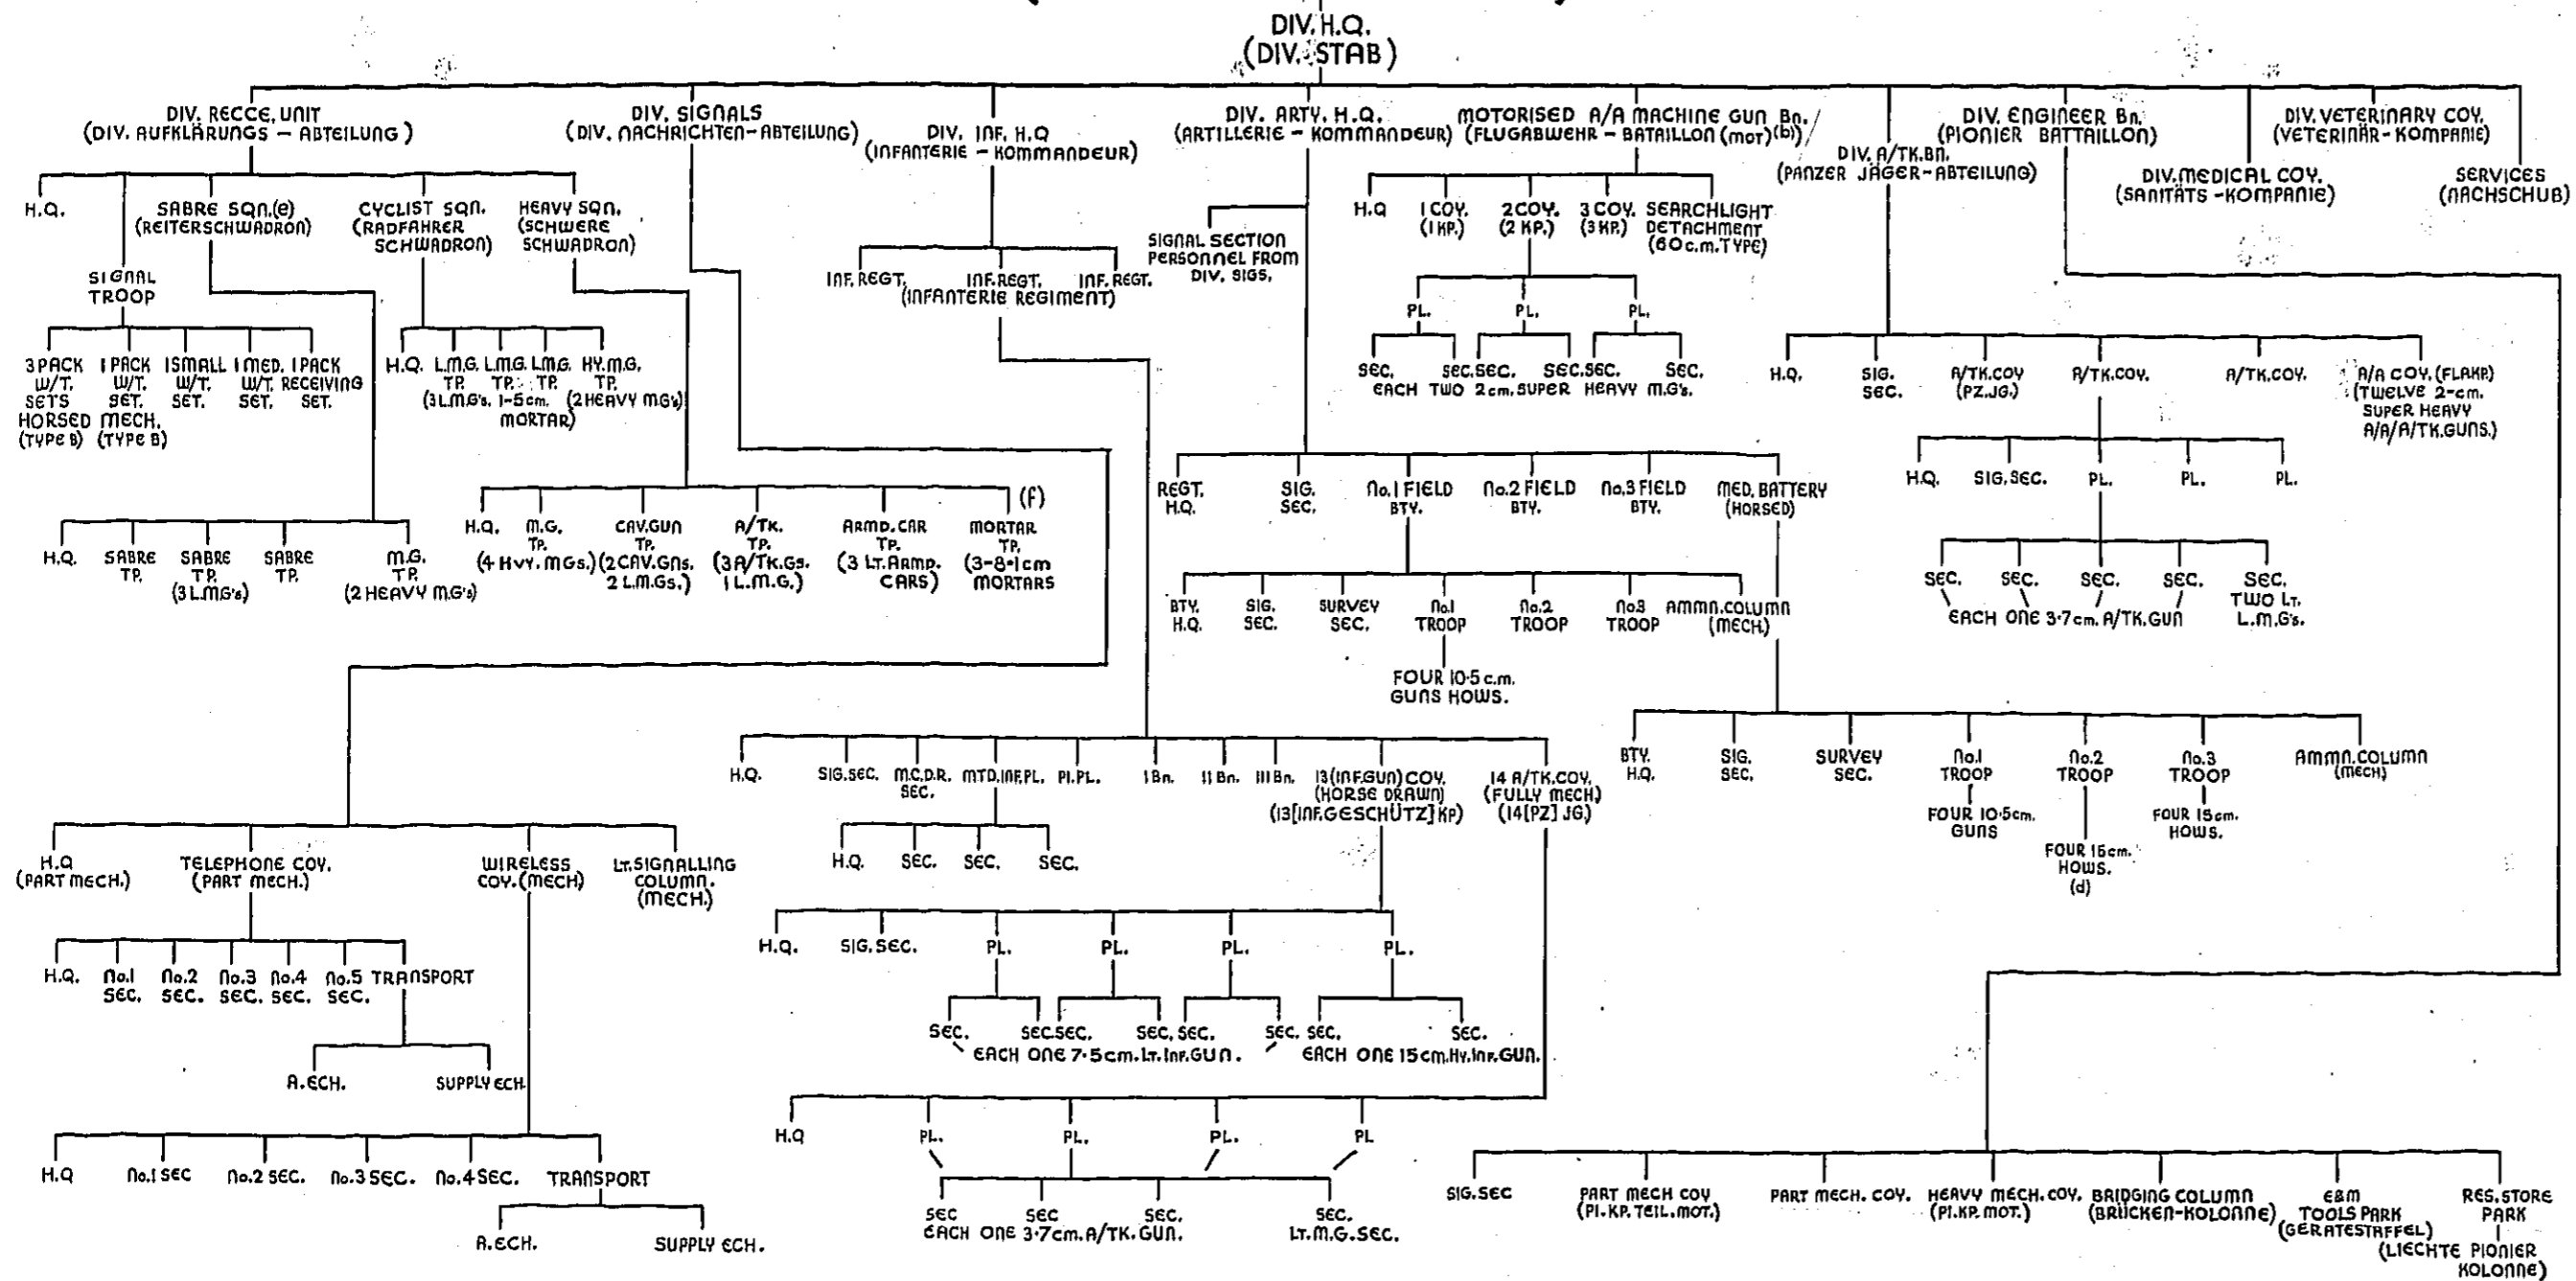 DIV. H.Q.
(DIV. STAB)
DIV. RECCE. UNIT
(DIV. AUFKLÄRUNGS - ABTEILUNG)
DIV. SIGNALS
(DIV. NACHRICHTEN-ABTEILUNG)
DIV. INF. H.Q
(INFANTERIE - KOMMANDEUR)
DIV. ARTY. H.Q.
(ARTILLERIE - KOMMANDEUR)
MOTORISED A/A MACHINE GUN Bn.
(FLUGABWEHR - BATAILLON (MOT)(b))
DIV. A/TK. BN.
(PANZER JÄGER-ABTEILUNG)
DIV. ENGINEER Bn.
(PIONIER BATTAILLON)
DIV. MEDICAL COY.
(SANITÄTS-KOMPANIE)
DIV. VETERINARY COY.
(VETERINÄR-KOMPANIE)
SERVICES
(NACHSCHUB)
H.Q.
SIGNAL
TROOP
SABRE SQN.(e)
(REITERSCHWADRON)
CYCLIST SQN.
(RADFAHRER
SCHWADRON)
HEAVY SQN.
(SCHWERE
SCHWADRON)
3 PACK
W/T.
SETS
HORSED
(TYPE B)
1 PACK
W/T.
SET.
MECH.
(TYPE B)
1 SMALL
W/T.
SET.
1 MED.
W/T.
SET.
1 PACK
RECEIVING
SET.
H.Q.
L.M.G.
TP.
L.M.G.
TP.
L.M.G.
TP.
(3 L.M.G's. 1-5cm.
MORTAR)
HY. M.G.
TP.
(2 HEAVY M.G's)
H.Q.
SABRE
TP.
SABRE
TP.
(3 L.M.G's)
SABRE
TP.
M.G.
TP.
(2 HEAVY M.G's)
H.Q.
M.G.
TP.
(4 HVY. MGs.)
CAV. GUN
TP.
(2 CAV. GNS.
2 L.M.Gs.)
A/TK.
TP.
(3 A/TK. GS.
1 L.M.G.)
ARMD. CAR
TP.
(3 LT. ARMD.
CARS)
(F)
MORTAR
TP.
(3-8·1cm
MORTARS
INF. REGT.
INF. REGT.
(INFANTERIE REGIMENT)
INF. REGT.
SIGNAL SECTION
PERSONNEL FROM
DIV. SIGS.
H.Q
1 COY.
(1 KP.)
2 COY.
(2 KP.)
3 COY.
(3 KP.)
SEARCHLIGHT
DETACHMENT
(60 c.m. TYPE)
PL.
PL.
PL.
SEC. SEC. SEC. SEC. SEC. SEC.
EACH TWO 2cm. SUPER HEAVY M.G's.
H.Q.
SIG.
SEC.
A/TK. COY
(PZ. JG.)
A/TK. COY.
A/TK. COY.
A/A COY. (FLAKP.)
(TWELVE 2-cm.
SUPER HEAVY
A/A/A/TK. GUNS.)
H.Q.
SIG. SEC.
PL.
PL.
PL.
SEC.
SEC.
SEC.
SEC.
EACH ONE 3·7cm. A/TK. GUN
SEC.
TWO LT.
L.M.G's.
REGT.
H.Q.
SIG.
SEC.
No.1 FIELD
BTY.
No.2 FIELD
BTY.
No.3 FIELD
BTY.
MED. BATTERY
(HORSED)
BTY.
H.Q.
SIG.
SEC.
SURVEY
SEC.
No.1
TROOP
No.2
TROOP
No.3
TROOP
AMMN. COLUMN
(MECH.)
FOUR 10·5 c.m.
GUNS HOWS.
BTY.
H.Q.
SIG.
SEC.
SURVEY
SEC.
No.1
TROOP
No.2
TROOP
No.3
TROOP
AMMN. COLUMN
(MECH)
FOUR 10·5cm.
GUNS
FOUR 15cm.
HOWS.
(d)
FOUR 15cm.
HOWS.
H.Q.
SIG. SEC.
M.C.D.R.
SEC.
MTD. INF. PL.
PI. PL.
I Bn.
II Bn.
III Bn.
13 (INF. GUN) COY.
(HORSE DRAWN)
(13 [INF. GESCHÜTZ] KP)
14 A/TK. COY.
(FULLY MECH)
(14 [PZ] JG.)
H.Q.
SEC.
SEC.
SEC.
H.Q.
SIG. SEC.
PL.
PL.
PL.
PL.
SEC. SEC. SEC. SEC. SEC. SEC. SEC. SEC.
EACH ONE 7·5cm. LT. INF. GUN.
EACH ONE 15cm. HY. INF. GUN.
H.Q
PL.
PL.
PL.
PL
SEC
SEC
SEC.
EACH ONE 3·7cm. A/TK. GUN.
SEC.
LT. M.G. SEC.
H.Q
(PART MECH.)
TELEPHONE COY.
(PART MECH.)
WIRELESS
COY. (MECH)
LT. SIGNALLING
COLUMN.
(MECH.)
H.Q.
No.1
SEC.
No.2
SEC.
No.3
SEC.
No.4
SEC.
No.5
SEC.
TRANSPORT
A. ECH.
SUPPLY ECH
H.Q
No.1 SEC
No.2 SEC.
No.3 SEC.
No.4 SEC.
TRANSPORT
A. ECH.
SUPPLY ECH.
SIG. SEC
PART MECH COY
(PI. KP. TEIL. MOT.)
PART MECH. COY.
HEAVY MECH. COY.
(PI. KP. MOT.)
BRIDGING COLUMN
(BRÜCKEN-KOLONNE)
E&M
TOOLS PARK
(GERATESTAFFEL)
RES. STORE
PARK
(LIECHTE PIONIER
KOLONNE)